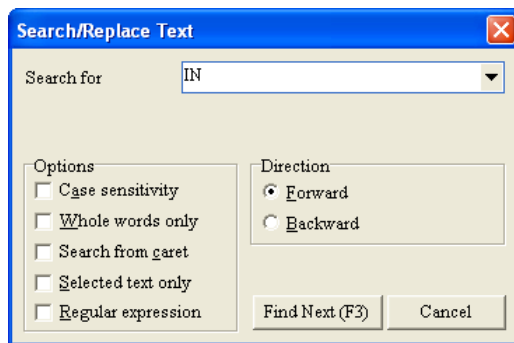 Search/Replace Text
Search for
IN
Options
Case sensitivity
Whole words only
Search from caret
Selected text only
Regular expression
Direction
Forward
Backward
Find Next (F3)
Cancel